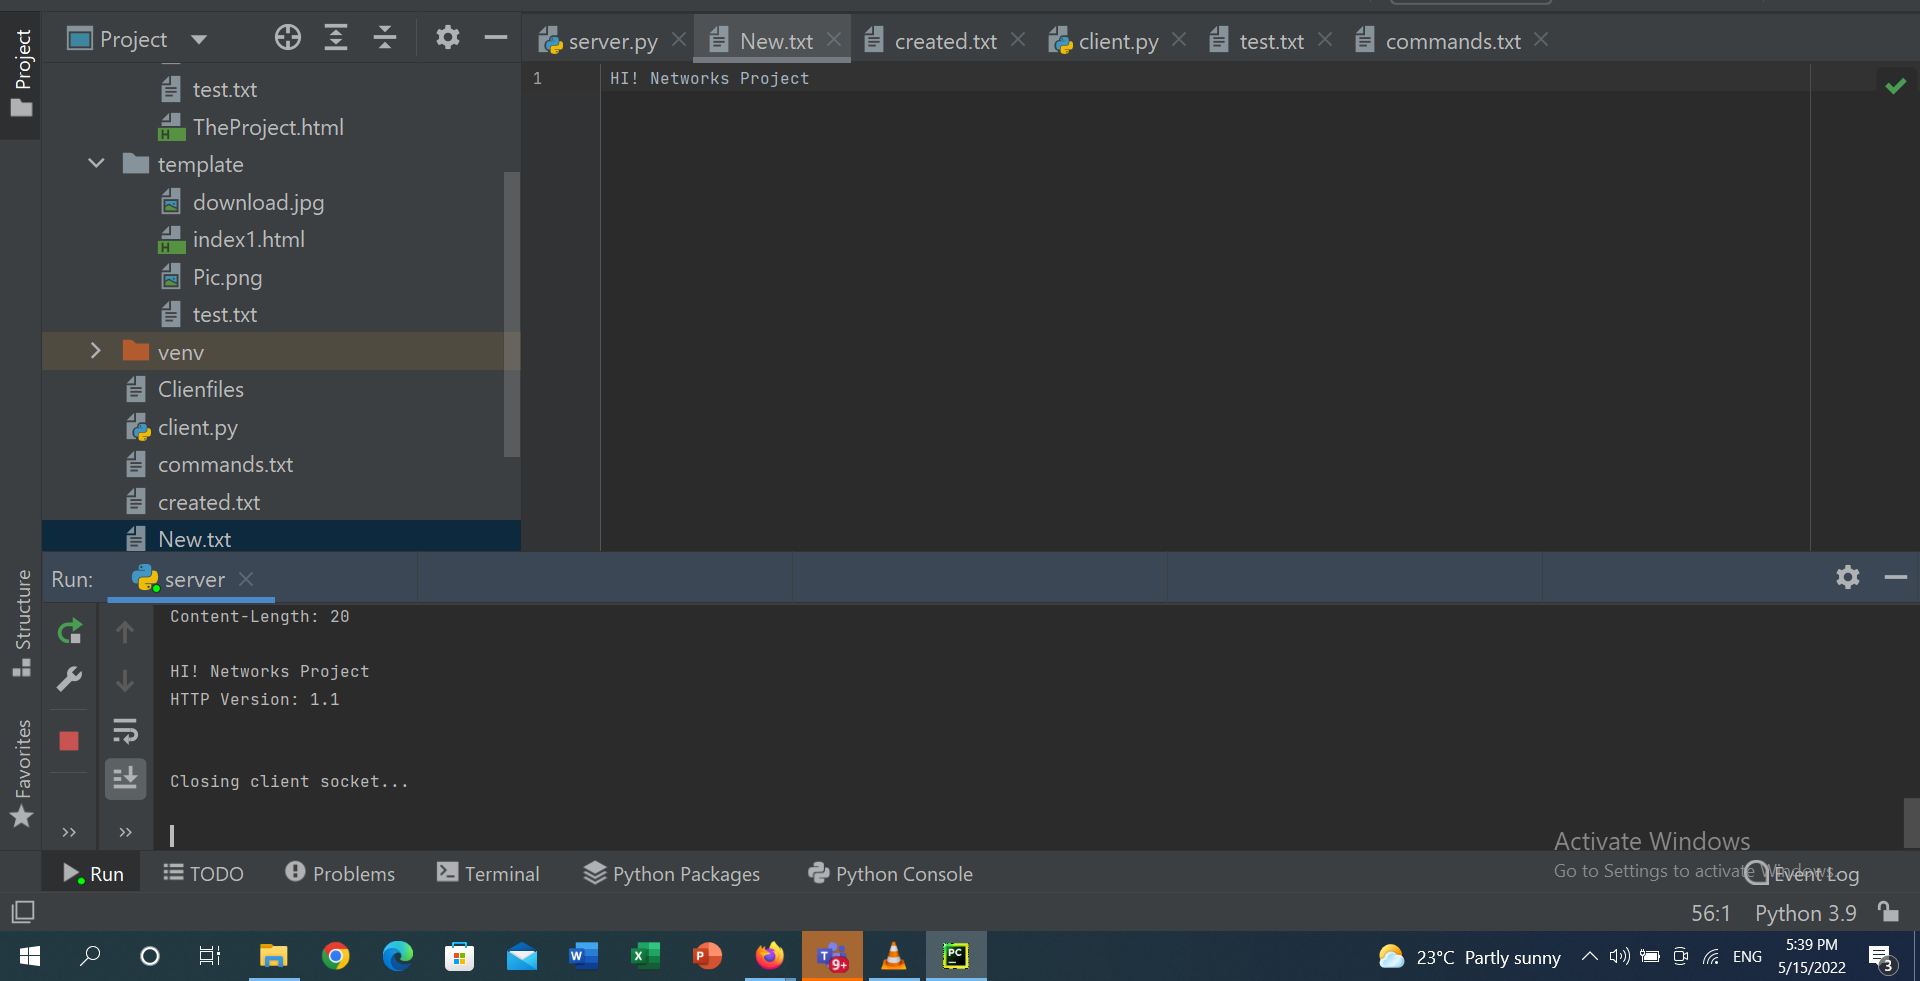 Project
server.py
New.txt
created.txt
client.py
test.txt
commands.txt
Project
test.txt
TheProject.html
template
download.jpg
index1.html
Pic.png
test.txt
venv
Clienfiles
client.py
commands.txt
created.txt
New.txt
1 HI! Networks Project
Run: server
Content-Length: 20
HI! Networks Project
HTTP Version: 1.1
Closing client socket...
Structure
Favorites
Activate Windows
Go to Settings to activate Windows.
Run TODO Problems Terminal Python Packages Python Console Event Log
56:1 Python 3.9
W X P T 9+ PC 23°C Partly sunny ENG 5:39 PM
5/15/2022 3